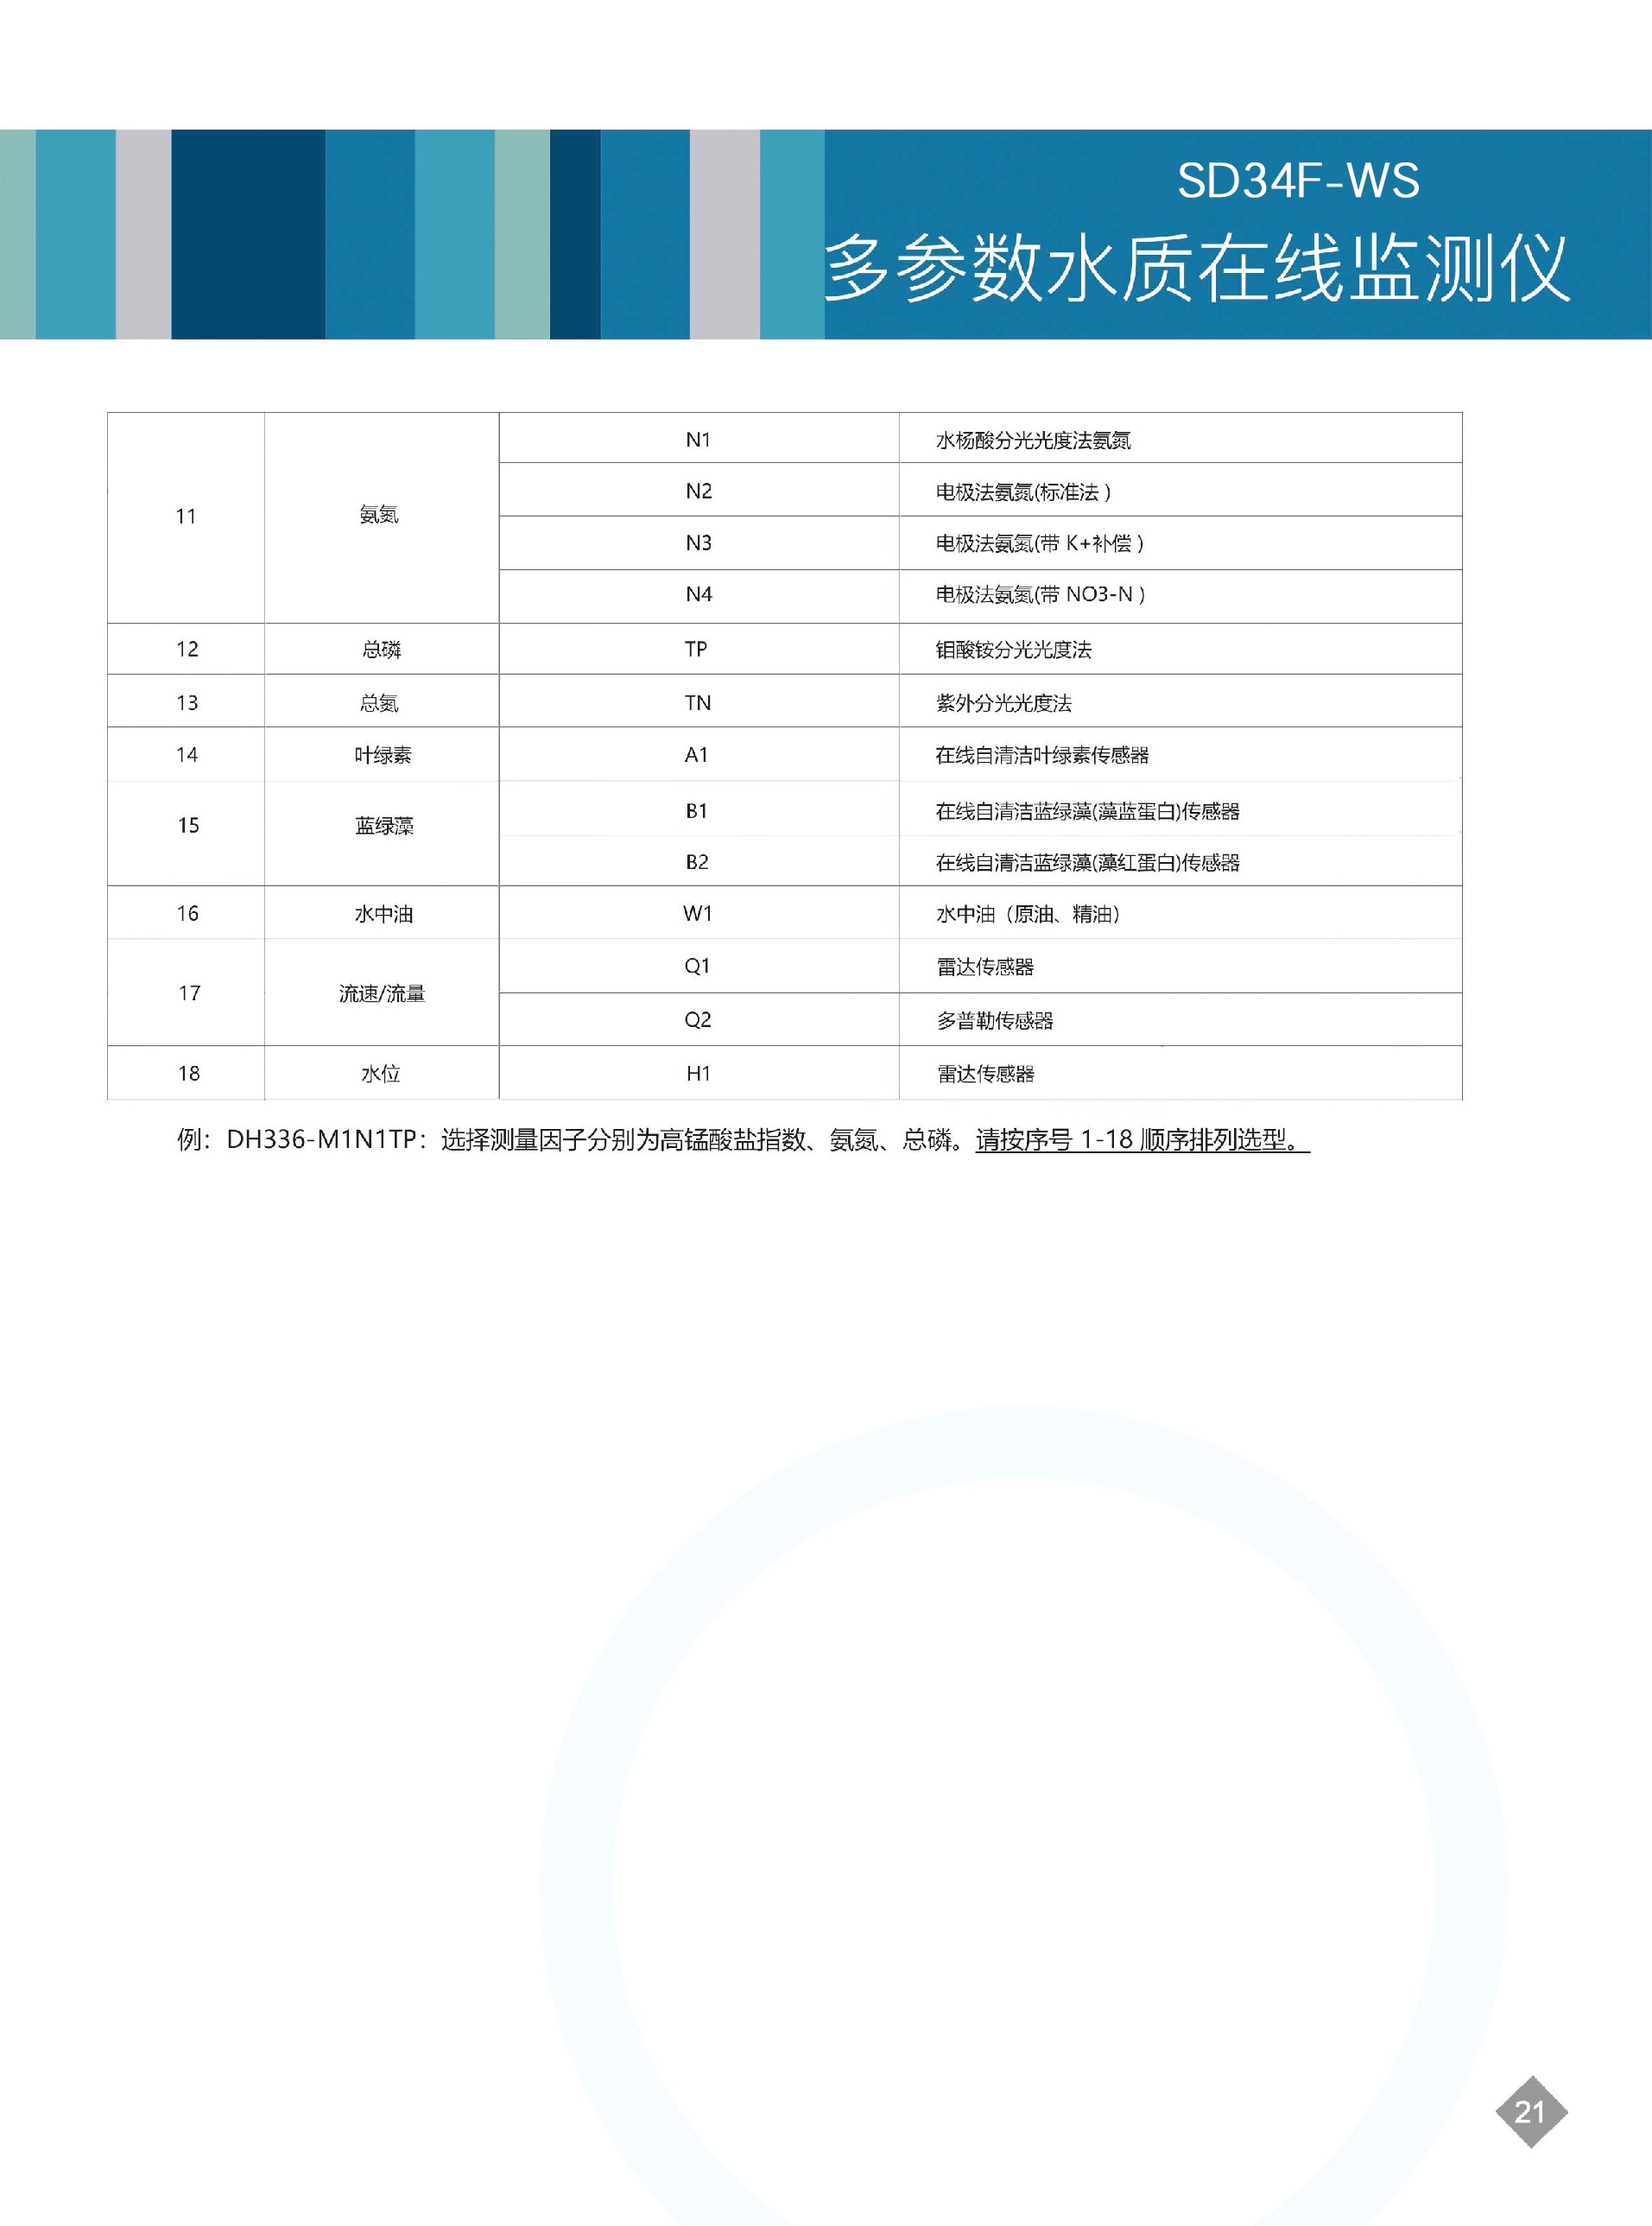 SD34F-WS
多参数水质在线监测仪
11 氨氮 N1 水杨酸分光光度法氨氮
N2 电极法氨氮(标准法)
N3 电极法氨氮(带 K+补偿)
N4 电极法氨氮(带 NO3-N)
12 总磷 TP 钼酸铵分光光度法
13 总氮 TN 紫外分光光度法
14 叶绿素 A1 在线自清洁叶绿素传感器
15 蓝绿藻 B1 在线自清洁蓝绿藻(藻蓝蛋白)传感器
B2 在线自清洁蓝绿藻(藻红蛋白)传感器
16 水中油 W1 水中油（原油、精油）
17 流速/流量 Q1 雷达传感器
Q2 多普勒传感器
18 水位 H1 雷达传感器
例：DH336-M1N1TP：选择测量因子分别为高锰酸盐指数、氨氮、总磷。请按序号 1-18 顺序排列选型。
21